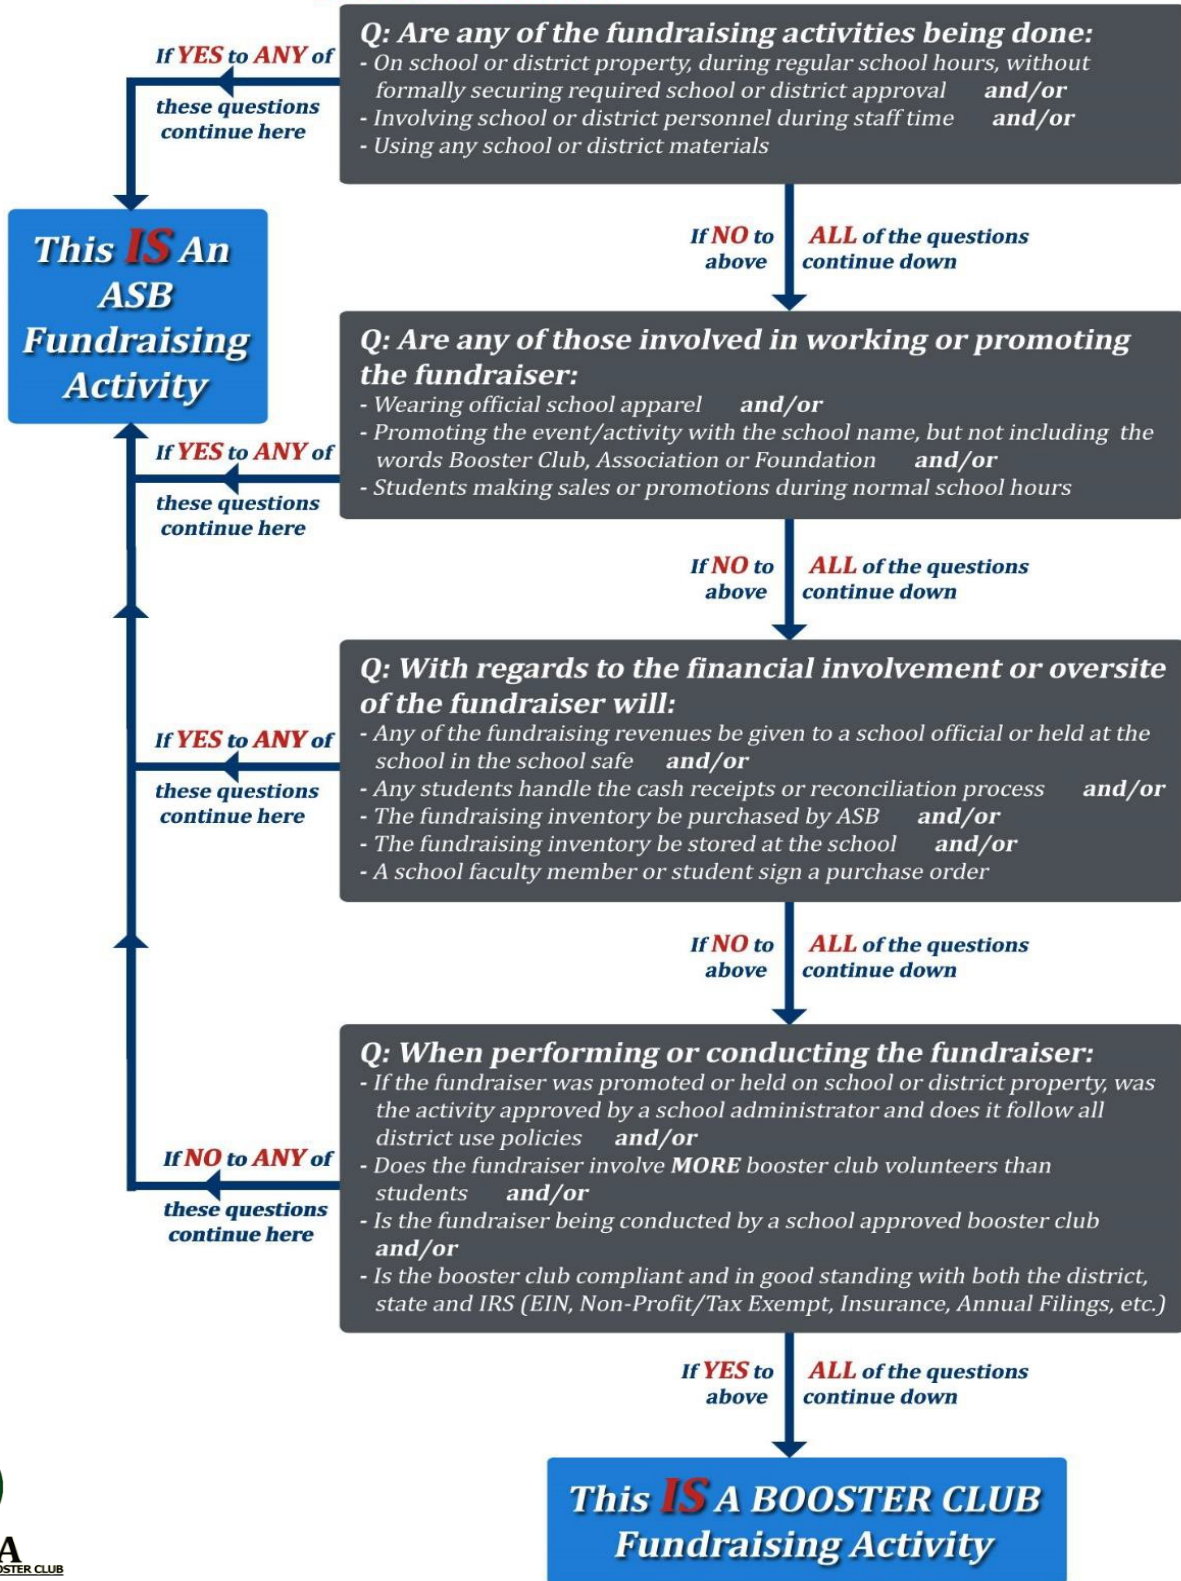 Q: Are any of the fundraising activities being done:
- On school or district property, during regular school hours, without
formally securing required school or district approval and/or
- Involving school or district personnel during staff time and/or
- Using any school or district materials
If YES to ANY of
these questions
continue here
This IS An
ASB
Fundraising
Activity
If NO to ALL of the questions
above continue down
Q: Are any of those involved in working or promoting
the fundraiser:
- Wearing official school apparel and/or
- Promoting the event/activity with the school name, but not including the
words Booster Club, Association or Foundation and/or
- Students making sales or promotions during normal school hours
If YES to ANY of
these questions
continue here
If NO to ALL of the questions
above continue down
Q: With regards to the financial involvement or oversite
of the fundraiser will:
- Any of the fundraising revenues be given to a school official or held at the
school in the school safe and/or
- Any students handle the cash receipts or reconciliation process and/or
- The fundraising inventory be purchased by ASB and/or
- The fundraising inventory be stored at the school and/or
- A school faculty member or student sign a purchase order
If YES to ANY of
these questions
continue here
If NO to ALL of the questions
above continue down
Q: When performing or conducting the fundraiser:
- If the fundraiser was promoted or held on school or district property, was
the activity approved by a school administrator and does it follow all
district use policies and/or
- Does the fundraiser involve MORE booster club volunteers than
students and/or
- Is the fundraiser being conducted by a school approved booster club
and/or
- Is the booster club compliant and in good standing with both the district,
state and IRS (EIN, Non-Profit/Tax Exempt, Insurance, Annual Filings, etc.)
If NO to ANY of
these questions
continue here
If YES to ALL of the questions
above continue down
This IS A BOOSTER CLUB
Fundraising Activity
A
CLUB